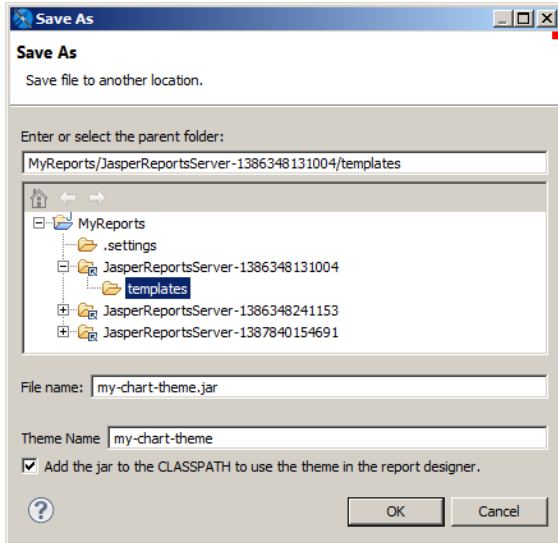 Save As
Save As
Save file to another location.
Enter or select the parent folder:
MyReports/JasperReportsServer-1386348131004/templates
MyReports
.settings
JasperReportsServer-1386348131004
templates
JasperReportsServer-1386348241153
JasperReportsServer-1387840154691
File name: my-chart-theme.jar
Theme Name my-chart-theme
Add the jar to the CLASSPATH to use the theme in the report designer.
? OK Cancel